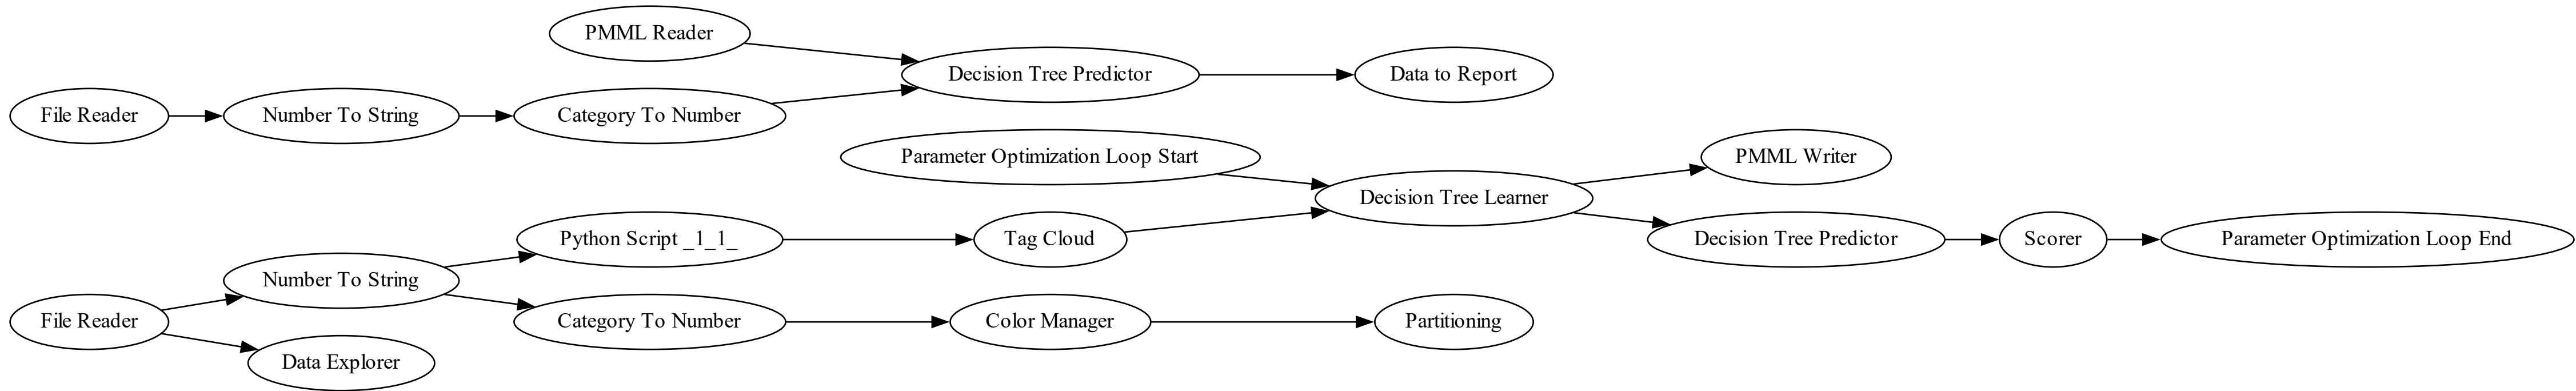 PMML Reader
Decision Tree Predictor
Data to Report
File Reader
Number To String
Category To Number
Parameter Optimization Loop Start
PMML Writer
Decision Tree Learner
Python Script _1_1_
Tag Cloud
Decision Tree Predictor
Scorer
Parameter Optimization Loop End
Number To String
File Reader
Category To Number
Color Manager
Partitioning
Data Explorer